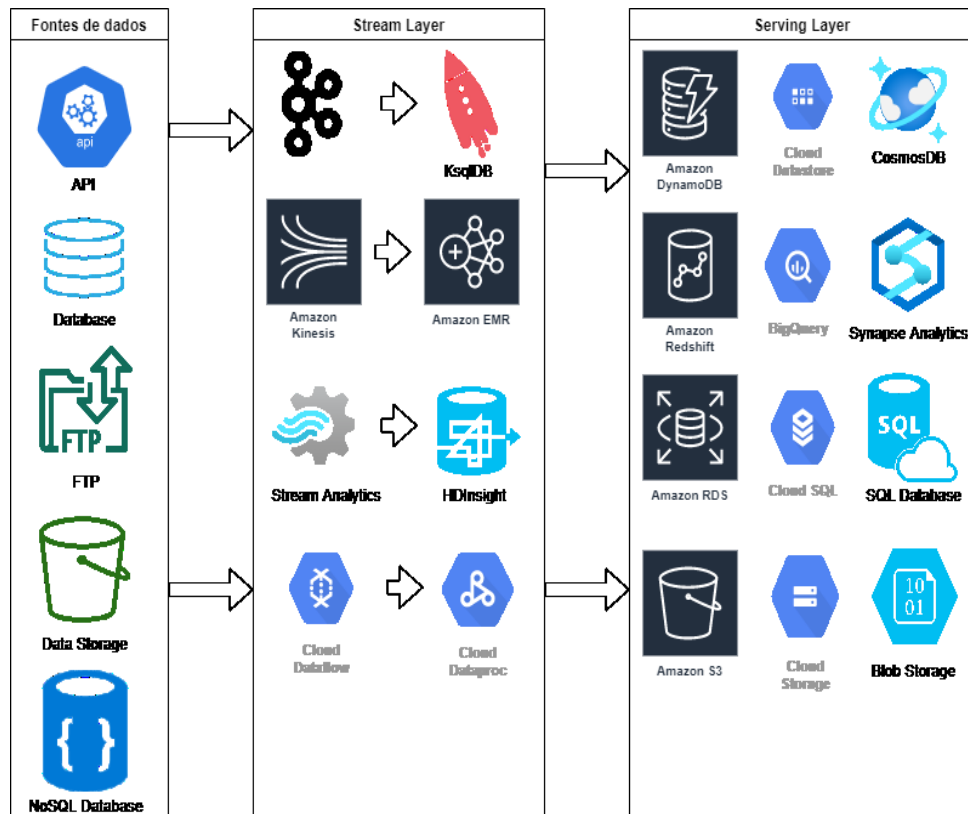 Fontes de dados
api
API
Database
FTP
FTP
Data Storage
{ }
NoSQL Database
Stream Layer
KsqlDB
Amazon
Kinesis
Amazon EMR
Stream Analytics
HDInsight
Cloud
Dataflow
Cloud
Dataproc
Serving Layer
Amazon
DynamoDB
Cloud
Datastore
CosmosDB
Amazon
Redshift
BigQuery
Synapse Analytics
Amazon RDS
Cloud SQL
SQL
SQL Database
Amazon S3
Cloud
Storage
10
01
Blob Storage